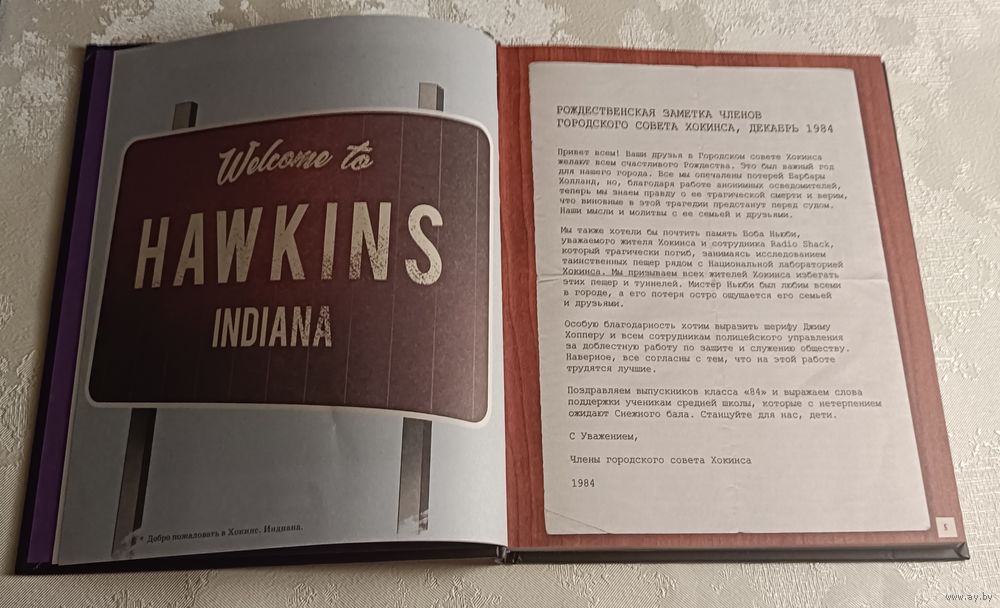 Welcome to
HAWKINS
INDIANA
* Добро пожаловать в Хокинс. Индиана.
РОЖДЕСТВЕНСКАЯ ЗАМЕТКА ЧЛЕНОВ
ГОРОДСКОГО СОВЕТА ХОКИНСА, ДЕКАБРЬ 1984
Привет всем! Ваши друзья в Городском совете Хокинса
желают всем счастливого Рождества. Это был важный год
для нашего города. Все мы опечалены потерей Барбары
Холланд, но, благодаря работе анонимных осведомителей,
теперь мы знаем правду о ее трагической смерти и верим,
что виновные в этой трагедии предстанут перед судом.
Наши мысли и молитвы с ее семьей и друзьями.
Мы также хотели бы почтить память Боба Ньюби,
уважаемого жителя Хокинса и сотрудника Radio Shack,
который трагически погиб, занимаясь исследованием
таинственных пещер рядом с Национальной лабораторией
Хокинса. Мы призываем всех жителей Хокинса избегать
этих пещер и туннелей. Мистер Ньюби был любим всеми
в городе, а его потеря остро ощущается его семьей
и друзьями.
Особую благодарность хотим выразить шерифу Джиму
Хопперу и всем сотрудникам полицейского управления
за доблестную работу по защите и служению обществу.
Наверное, все согласны с тем, что на этой работе
трудятся лучшие.
Поздравляем выпускников класса «84» и выражаем слова
поддержки ученикам средней школы, которые с нетерпением
ожидают Снежного бала. Станцуйте для нас, дети.
С Уважением,
Члены городского совета Хокинса
1984
5
www.ay.by